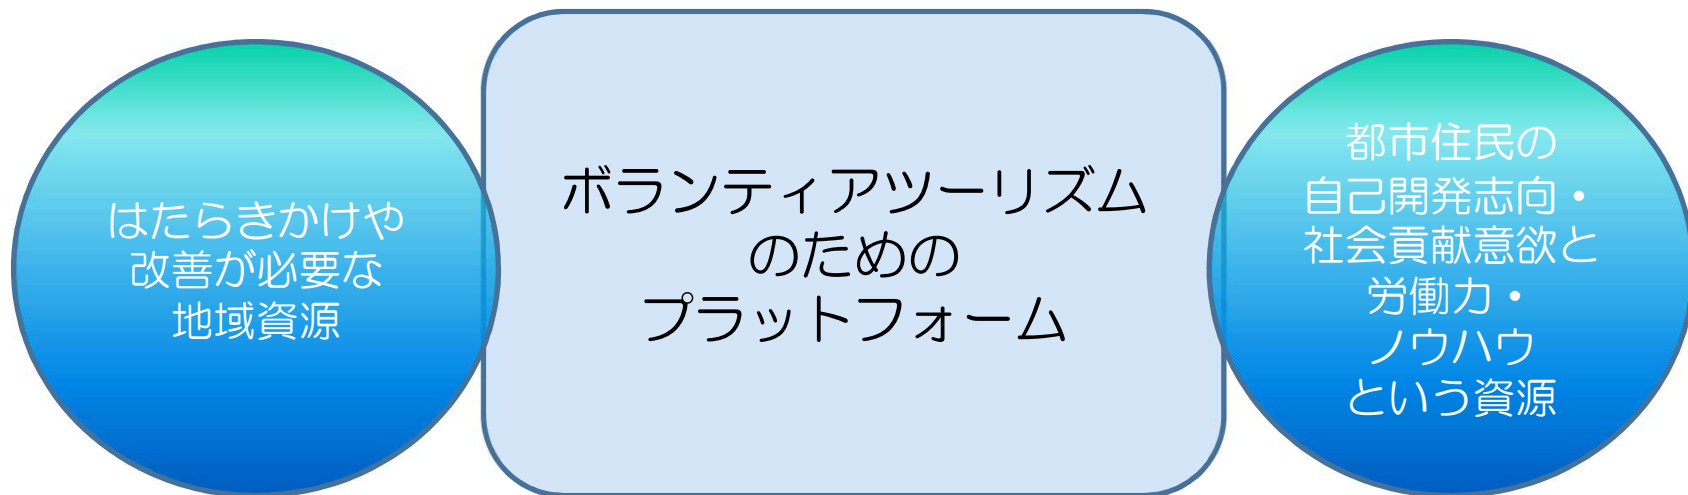 はたらきかけや
改善が必要な
地域資源
ボランティアツーリズム
のための
プラットフォーム
都市住民の
自己開発志向・
社会貢献意欲と
労働力・
ノウハウ
という資源